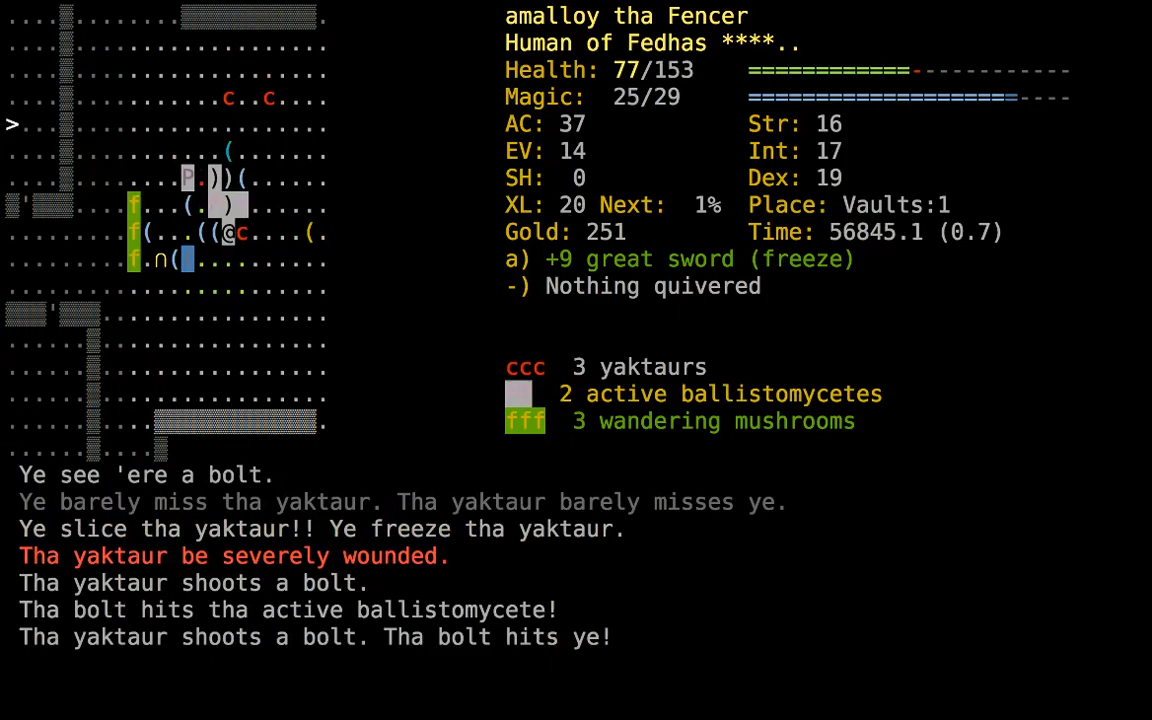 amalloy tha Fencer
Human of Fedhas ****..
Health: 77/153 ============-------------
Magic: 25/29 ====================----
AC: 37 Str: 16
EV: 14 Int: 17
SH: 0 Dex: 19
XL: 20 Next: 1% Place: Vaults:1
Gold: 251 Time: 56845.1 (0.7)
a) +9 great sword (freeze)
-) Nothing quivered
ccc 3 yaktaurs
2 active ballistomycetes
fff 3 wandering mushrooms
Ye see 'ere a bolt.
Ye barely miss tha yaktaur. Tha yaktaur barely misses ye.
Ye slice tha yaktaur!! Ye freeze tha yaktaur.
Tha yaktaur be severely wounded.
Tha yaktaur shoots a bolt.
Tha bolt hits tha active ballistomycete!
Tha yaktaur shoots a bolt. Tha bolt hits ye!